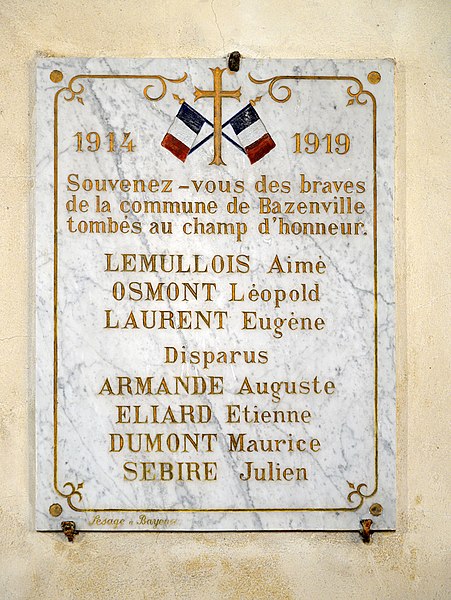 1914 1919
Souvenez-vous des braves
de la commune de Bazenville
tombés au champ d'honneur.
LEMULLOIS Aimé
OSMONT Léopold
LAURENT Eugène
Disparus
ARMANDE Auguste
ELIARD Etienne
DUMONT Maurice
SEBIRE Julien
Lesage à